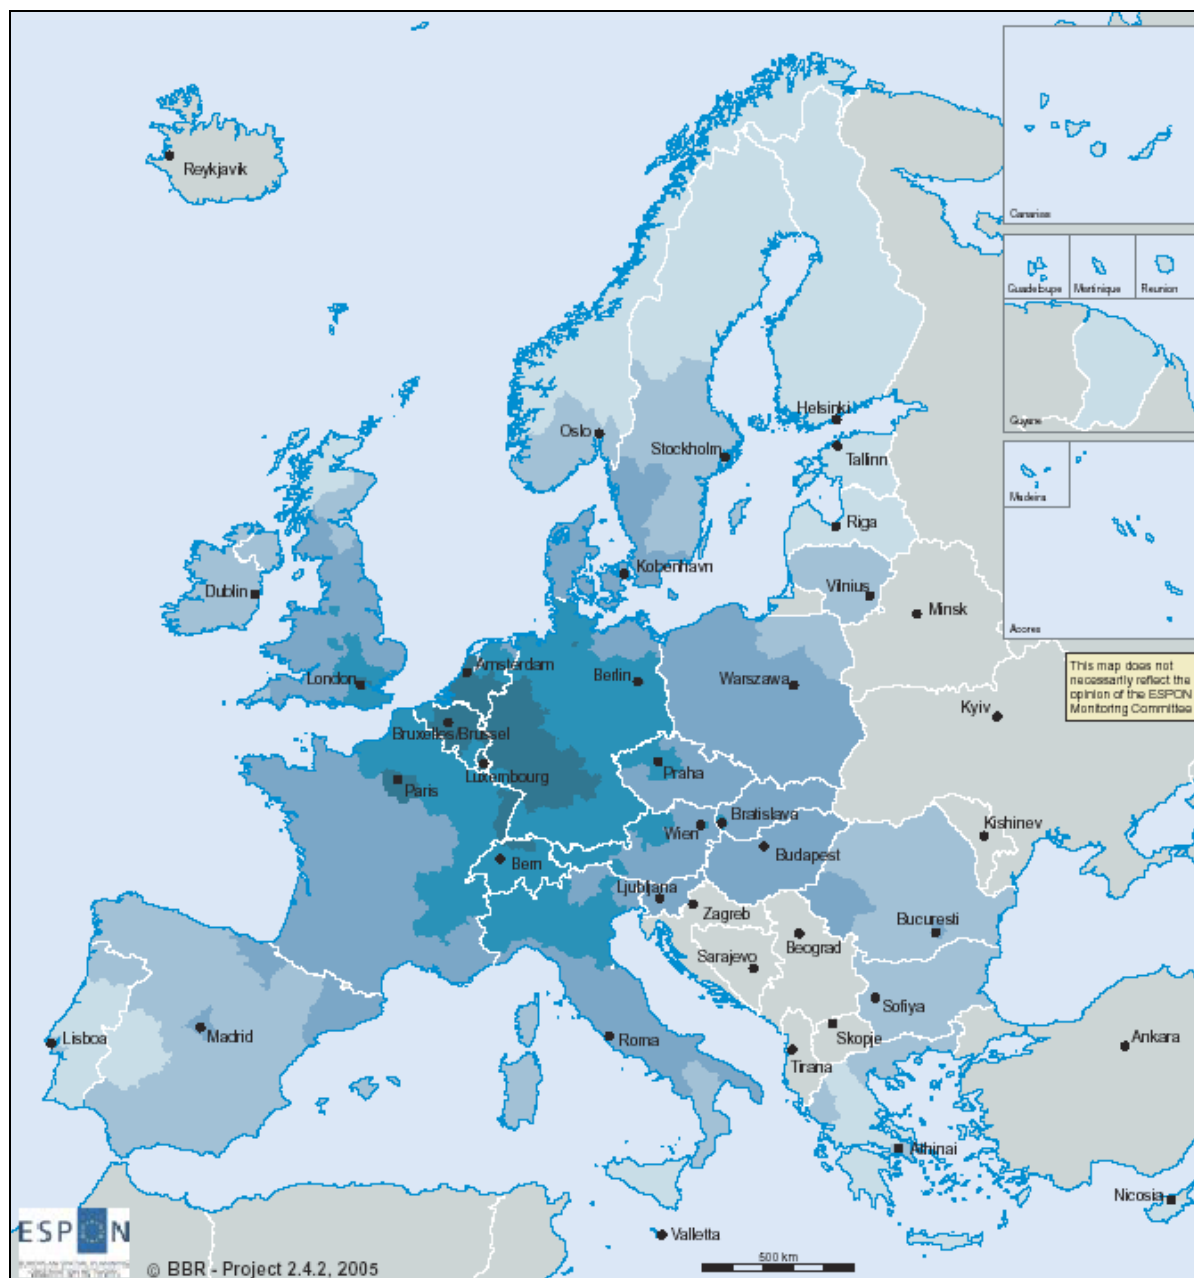 Reykjavik
Canarias
Guadeloupe
Martinique
Reunion
Helsinki
Oslo
Guyane
Stockholm
Tallinn
Madeira
Riga
Kobenhavn
Vilnius
Dublin
Minsk
Acores
Amsterdam
This map does not
necessarily reflect the
opinion of the ESPON
Monitoring Committee
London
Berlin
Warszawa
Kyiv
Bruxelles/Brussel
Luxembourg
Praha
Paris
Bratislava
Kishinev
Wien
Bern
Budapest
Ljubljana
Zagreb
Bucuresti
Beograd
Sarajevo
Sofiya
Madrid
Lisboa
Roma
Skopje
Ankara
Tirana
Athinai
Nicosia
Valletta
ESPON
500 km
© BBR - Project 2.4.2, 2005